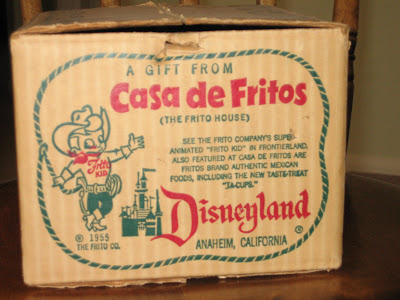 A GIFT FROM
Casa de Fritos
(THE FRITO HOUSE)
SEE THE FRITO COMPANY'S SUPER-
ANIMATED "FRITO KID" IN FRONTIERLAND.
ALSO FEATURED AT CASA DE FRITOS ARE
FRITOS BRAND AUTHENTIC MEXICAN
FOODS, INCLUDING THE NEW TASTE-TREAT
"TA-CUPS."
Frito
KID
Disneyland
ANAHEIM, CALIFORNIA
© 1955
THE FRITO CO.